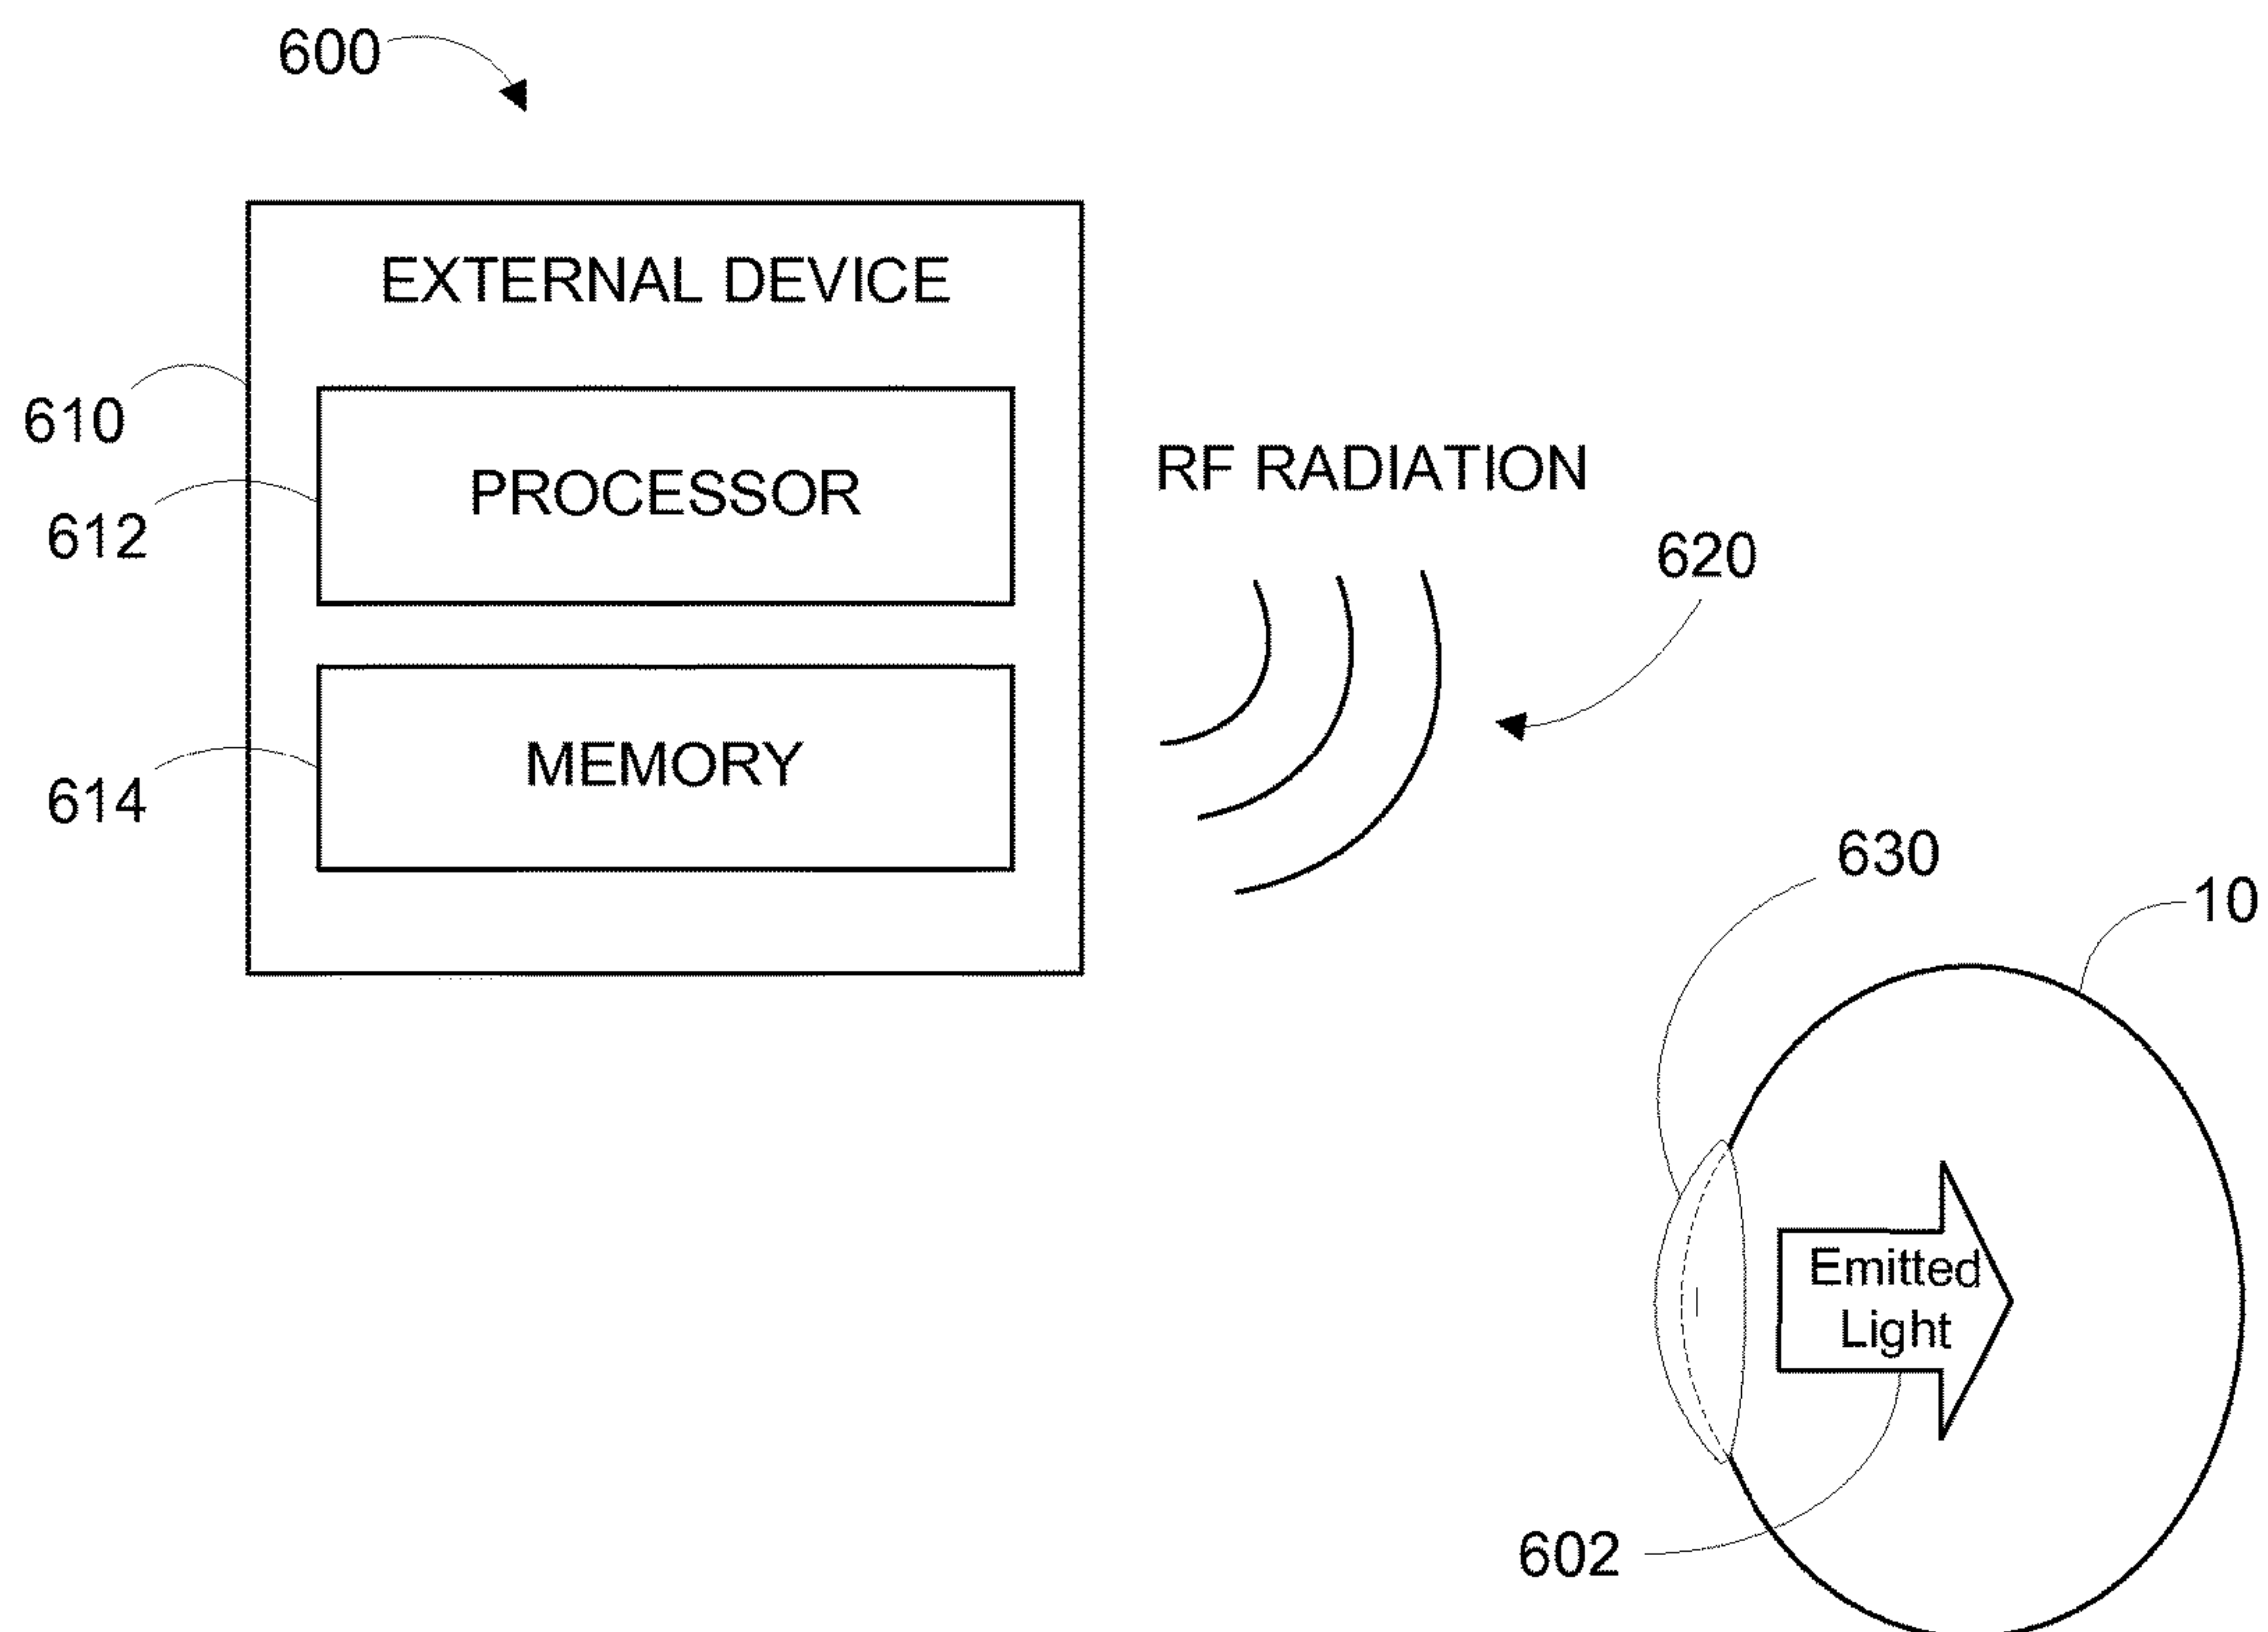 600
EXTERNAL DEVICE
610
PROCESSOR
612
RF RADIATION
620
MEMORY
614
630
10
Emitted
Light
602